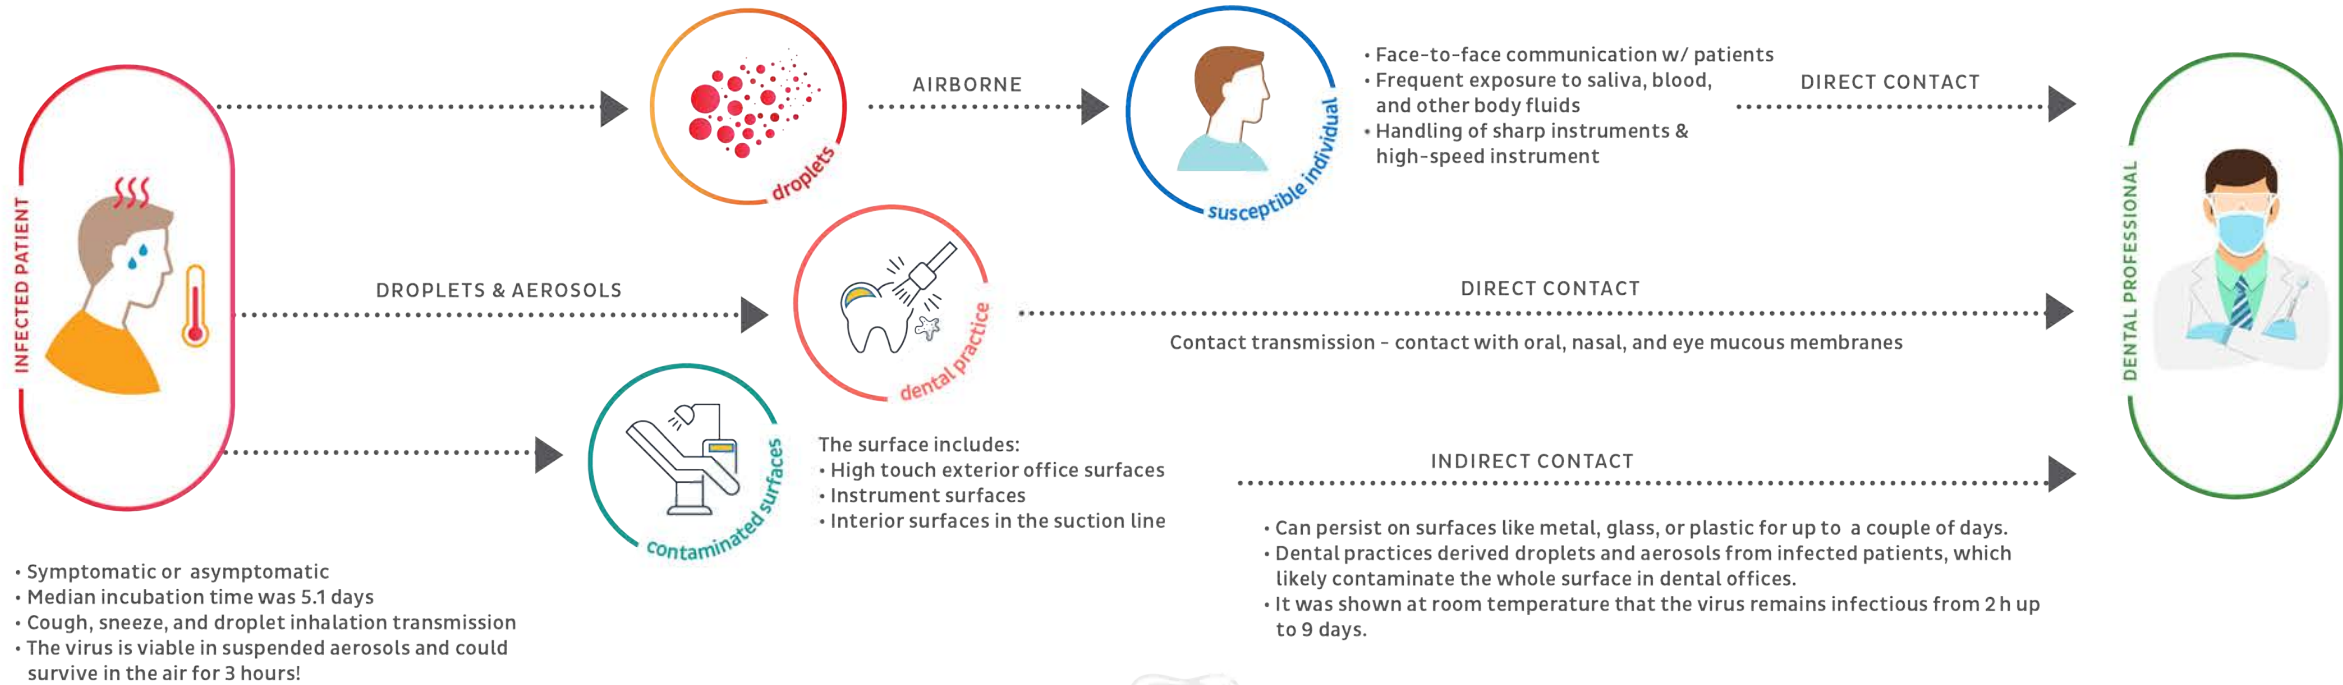 INFECTED PATIENT
• Symptomatic or asymptomatic
• Median incubation time was 5.1 days
• Cough, sneeze, and droplet inhalation transmission
• The virus is viable in suspended aerosols and could
survive in the air for 3 hours!
droplets
AIRBORNE
susceptible individual
• Face-to-face communication w/ patients
• Frequent exposure to saliva, blood,
and other body fluids
• Handling of sharp instruments &
high-speed instrument
DIRECT CONTACT
DROPLETS & AEROSOLS
dental practice
DIRECT CONTACT
Contact transmission - contact with oral, nasal, and eye mucous membranes
contaminated surfaces
The surface includes:
• High touch exterior office surfaces
• Instrument surfaces
• Interior surfaces in the suction line
INDIRECT CONTACT
• Can persist on surfaces like metal, glass, or plastic for up to a couple of days.
• Dental practices derived droplets and aerosols from infected patients, which
likely contaminate the whole surface in dental offices.
• It was shown at room temperature that the virus remains infectious from 2 h up
to 9 days.
DENTAL PROFESSIONAL